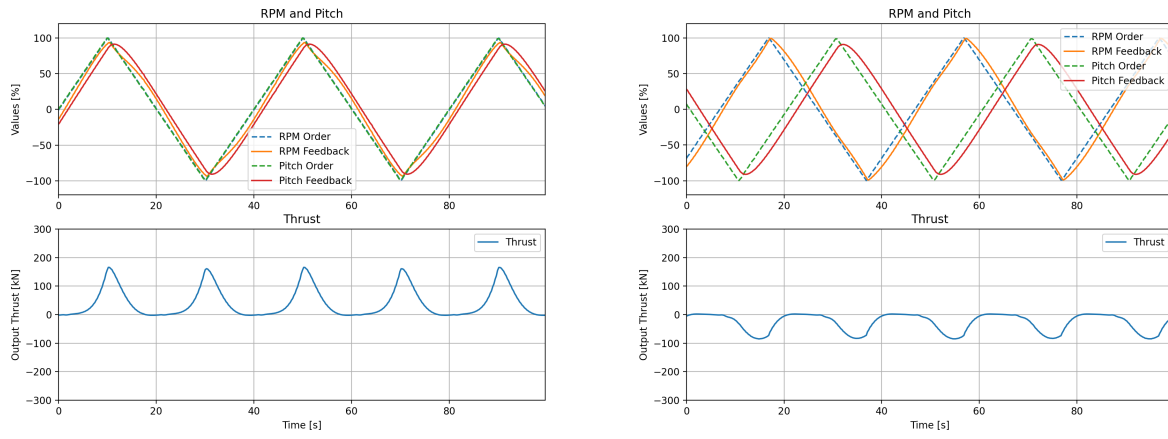 RPM and Pitch
100
50
0
−50
−100
Values [%]
RPM Order
RPM Feedback
Pitch Order
Pitch Feedback
0
20
40
60
80
Thrust
300
200
100
0
−100
−200
−300
Output Thrust [kN]
Thrust
0
20
40
60
80
Time [s]
RPM and Pitch
100
50
0
−50
−100
Values [%]
RPM Order
RPM Feedback
Pitch Order
Pitch Feedback
0
20
40
60
80
Thrust
300
200
100
0
−100
−200
−300
Output Thrust [kN]
Thrust
0
20
40
60
80
Time [s]